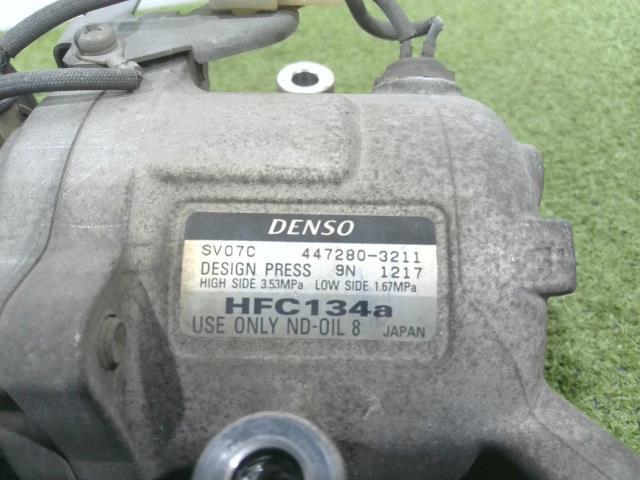 DENSO
SV07C 447280-3211
DESIGN PRESS 9N 1217
HIGH SIDE 3.53MPa LOW SIDE 1.67MPa
HFC134a
USE ONLY ND-OIL 8 JAPAN